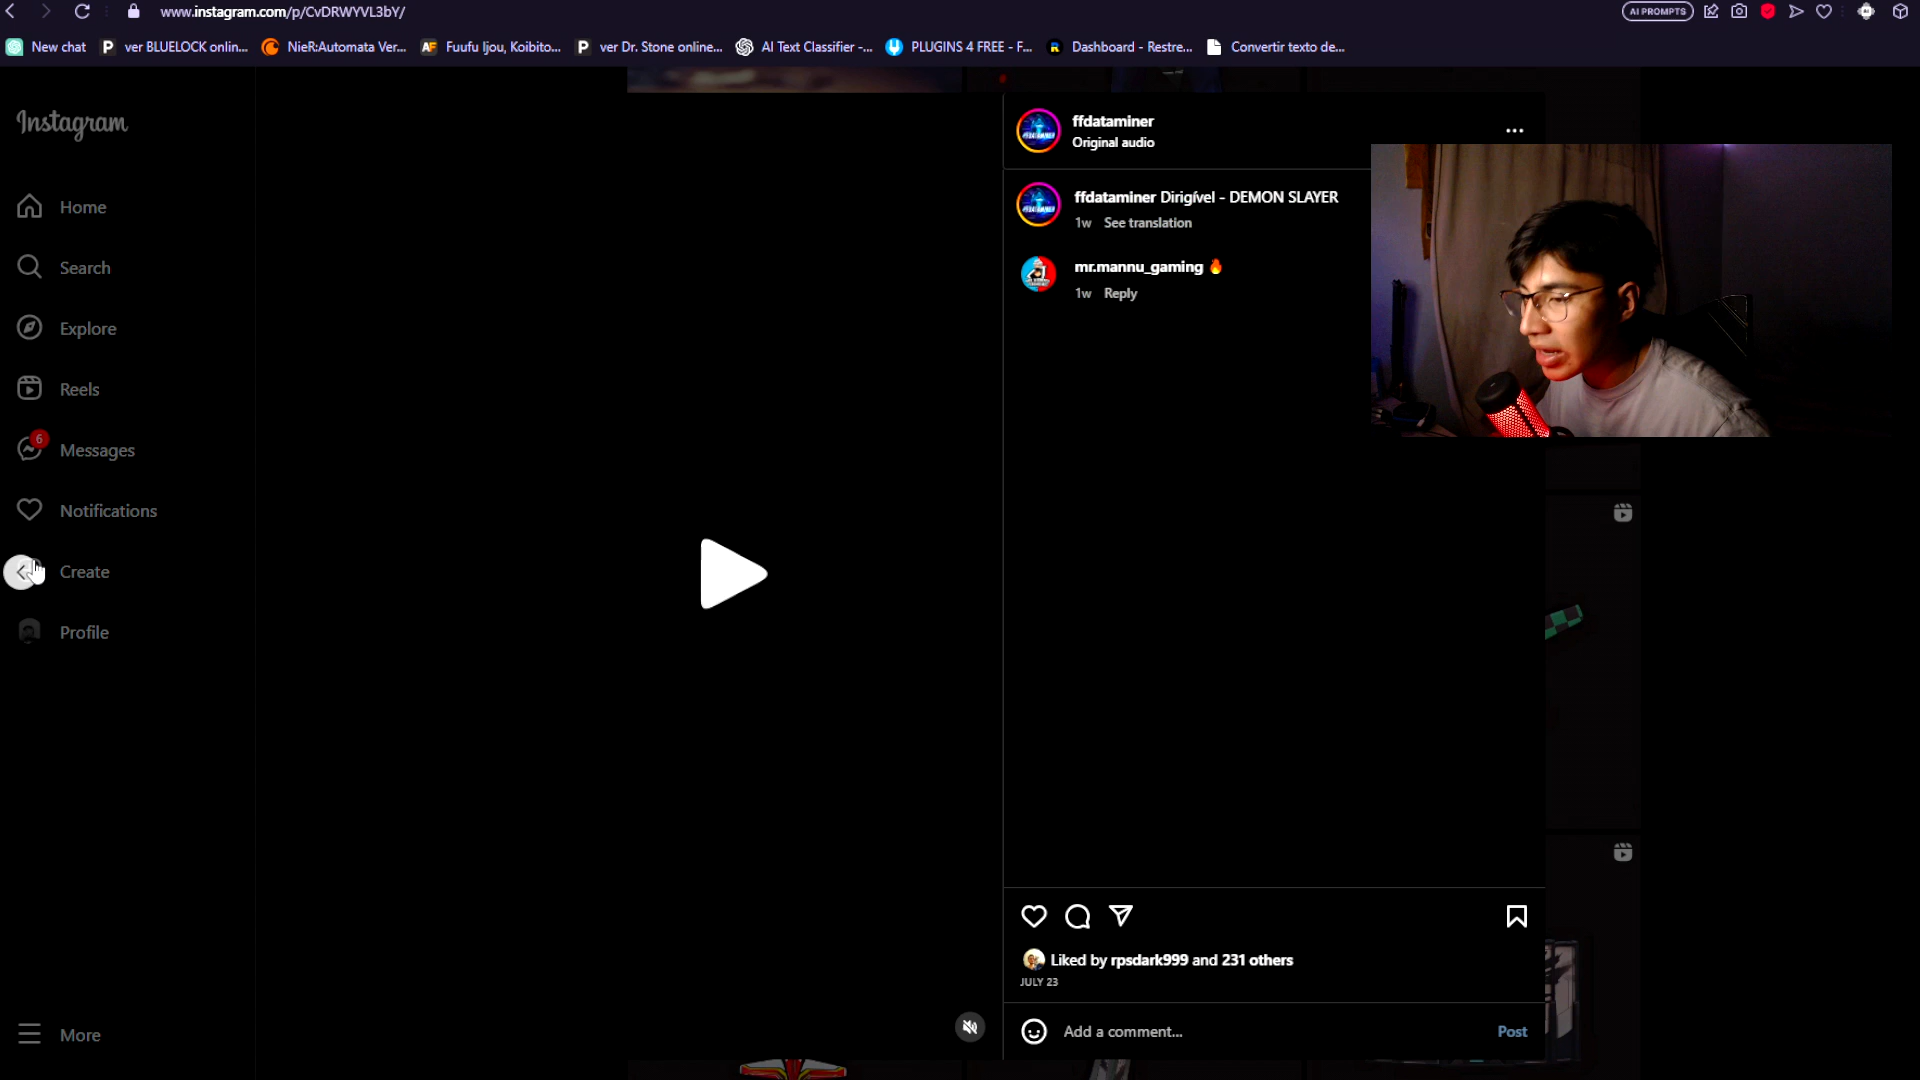 www.instagram.com/p/CvDRWYVL3bY/
AI PROMPTS
New chat
ver BLUELOCK onlin...
NieR:Automata Ver...
Fuufu Ijou, Koibito...
ver Dr. Stone online...
AI Text Classifier -...
PLUGINS 4 FREE - F...
Dashboard - Restre...
Convertir texto de...
Instagram
Home
Search
Explore
Reels
6
Messages
Notifications
Create
Profile
More
ffdataminer
Original audio
ffdataminer Dirigível - DEMON SLAYER
1w See translation
mr.mannu_gaming 🔥
1w Reply
Liked by rpsdark999 and 231 others
JULY 23
Add a comment...
Post